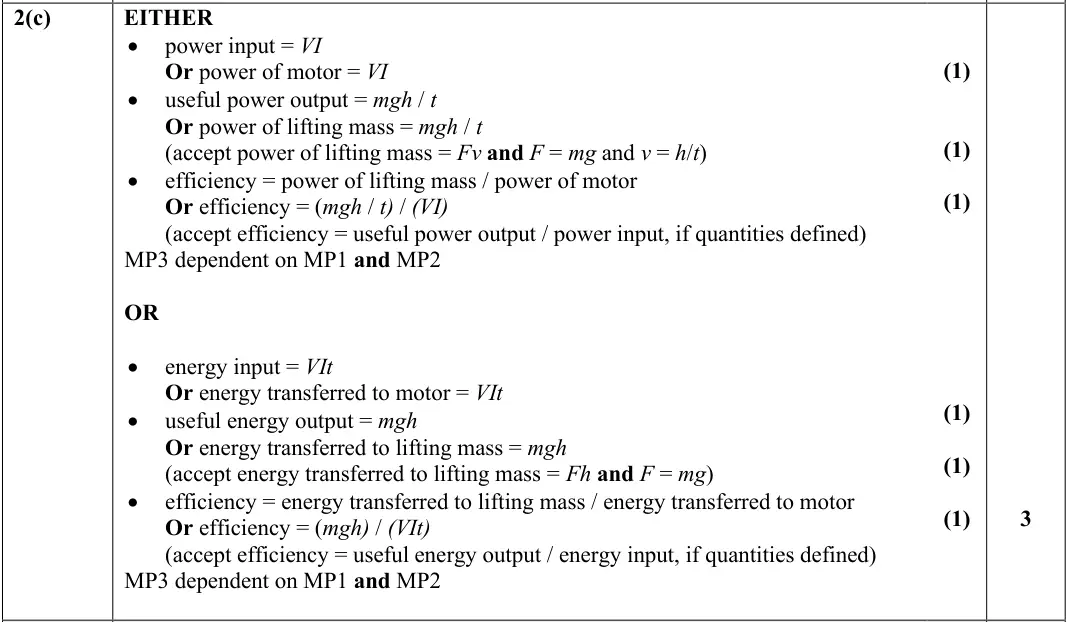 2(c)
EITHER
• power input = VI
Or power of motor = VI (1)
• useful power output = mgh / t
Or power of lifting mass = mgh / t
(accept power of lifting mass = Fv and F = mg and v = h/t) (1)
• efficiency = power of lifting mass / power of motor
Or efficiency = (mgh / t) / (VI) (1)
(accept efficiency = useful power output / power input, if quantities defined)
MP3 dependent on MP1 and MP2
OR
• energy input = VIt
Or energy transferred to motor = VIt
(1)
• useful energy output = mgh
Or energy transferred to lifting mass = mgh
(accept energy transferred to lifting mass = Fh and F = mg) (1)
• efficiency = energy transferred to lifting mass / energy transferred to motor
Or efficiency = (mgh) / (VIt) (1) 3
(accept efficiency = useful energy output / energy input, if quantities defined)
MP3 dependent on MP1 and MP2